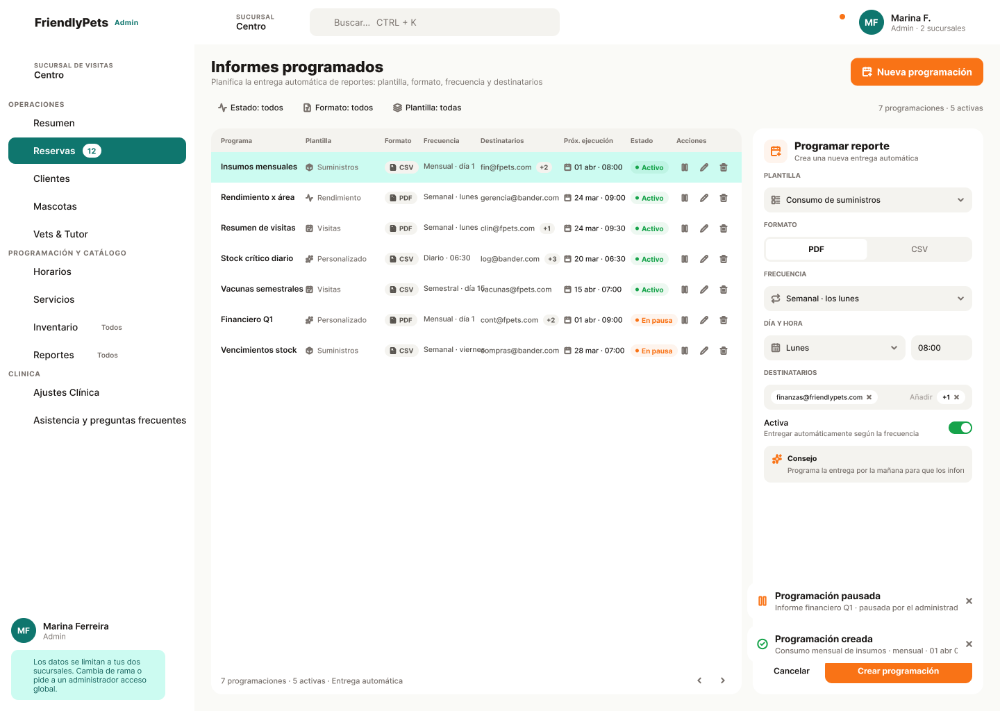 FriendlyPets Admin
SUCURSAL
Centro
Buscar... CTRL + K
MF
Marina F.
Admin · 2 sucursales
SUCURSAL DE VISITAS
Centro
OPERACIONES
Resumen
Reservas 12
Clientes
Mascotas
Vets & Tutor
PROGRAMACIÓN Y CATÁLOGO
Horarios
Servicios
Inventario Todos
Reportes Todos
CLINICA
Ajustes Clínica
Asistencia y preguntas frecuentes
MF
Marina Ferreira
Admin
Los datos se limitan a tus dos
sucursales. Cambia de rama o
pide a un administrador acceso
global.
Informes programados
Planifica la entrega automática de reportes: plantilla, formato, frecuencia y destinatarios
Nueva programación
Estado: todos Formato: todos Plantilla: todas
7 programaciones · 5 activas
Programa Plantilla Formato Frecuencia Destinatarios Próx. ejecución Estado Acciones
Insumos mensuales Suministros CSV Mensual · día 1 fin@fpets.com +2 01 abr · 08:00 Activo
Rendimiento x área Rendimiento PDF Semanal · lunes gerencia@bander.com 24 mar · 09:00 Activo
Resumen de visitas Visitas PDF Semanal · lunes clin@fpets.com +1 24 mar · 09:30 Activo
Stock crítico diario Personalizado CSV Diario · 06:30 log@bander.com +3 20 mar · 06:30 Activo
Vacunas semestrales Visitas CSV Semestral · día 15 vacunas@fpets.com 15 abr · 07:00 Activo
Financiero Q1 Personalizado PDF Mensual · día 1 cont@fpets.com +2 01 abr · 09:00 En pausa
Vencimientos stock Suministros CSV Semanal · viernes compras@bander.com 28 mar · 07:00 En pausa
7 programaciones · 5 activas · Entrega automática
Programar reporte
Crea una nueva entrega automática
PLANTILLA
Consumo de suministros
FORMATO
PDF CSV
FRECUENCIA
Semanal · los lunes
DÍA Y HORA
Lunes 08:00
DESTINATARIOS
finanzas@friendlypets.com Añadir +1
Activa
Entregar automáticamente según la frecuencia
Consejo
Programa la entrega por la mañana para que los infor
Programación pausada
Informe financiero Q1 · pausada por el administrad
Programación creada
Consumo mensual de insumos · mensual · 01 abr
Cancelar Crear programación